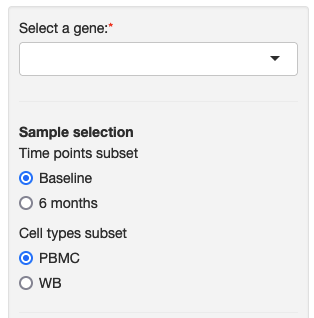 Select a gene:*
Sample selection
Time points subset
Baseline
6 months
Cell types subset
PBMC
WB